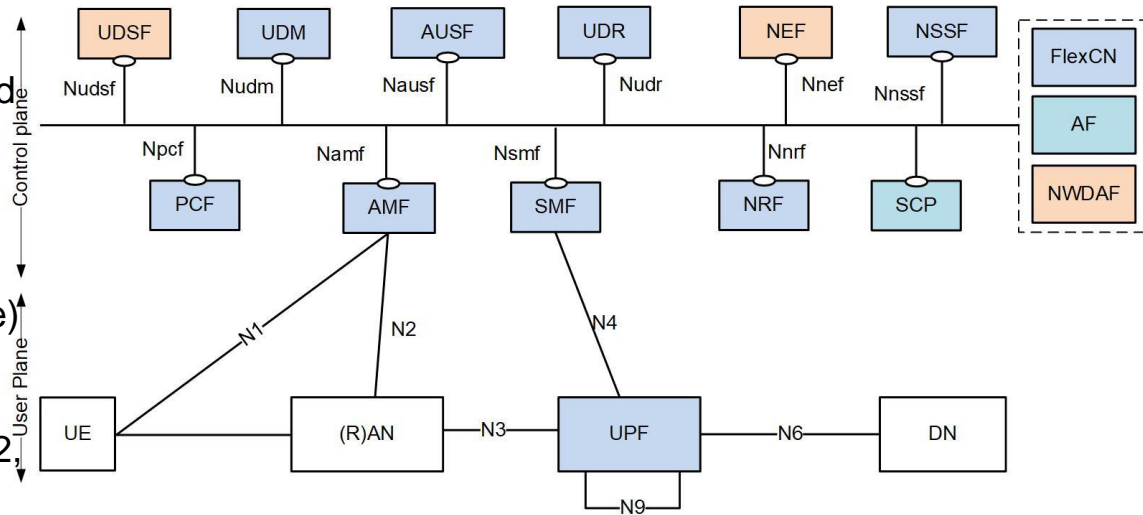 UDSF UDM AUSF UDR NEF NSSF
Nudsf Nudm Nausf Nudr Nnef Nnssf
FlexCN
AF
NWDAF
d
Control plane
Npcf Namf Nsmf Nnrf
PCF AMF SMF NRF SCP
e)
User Plane
N1 N2 N4
UE (R)AN N3 UPF N6 DN
2,
N9